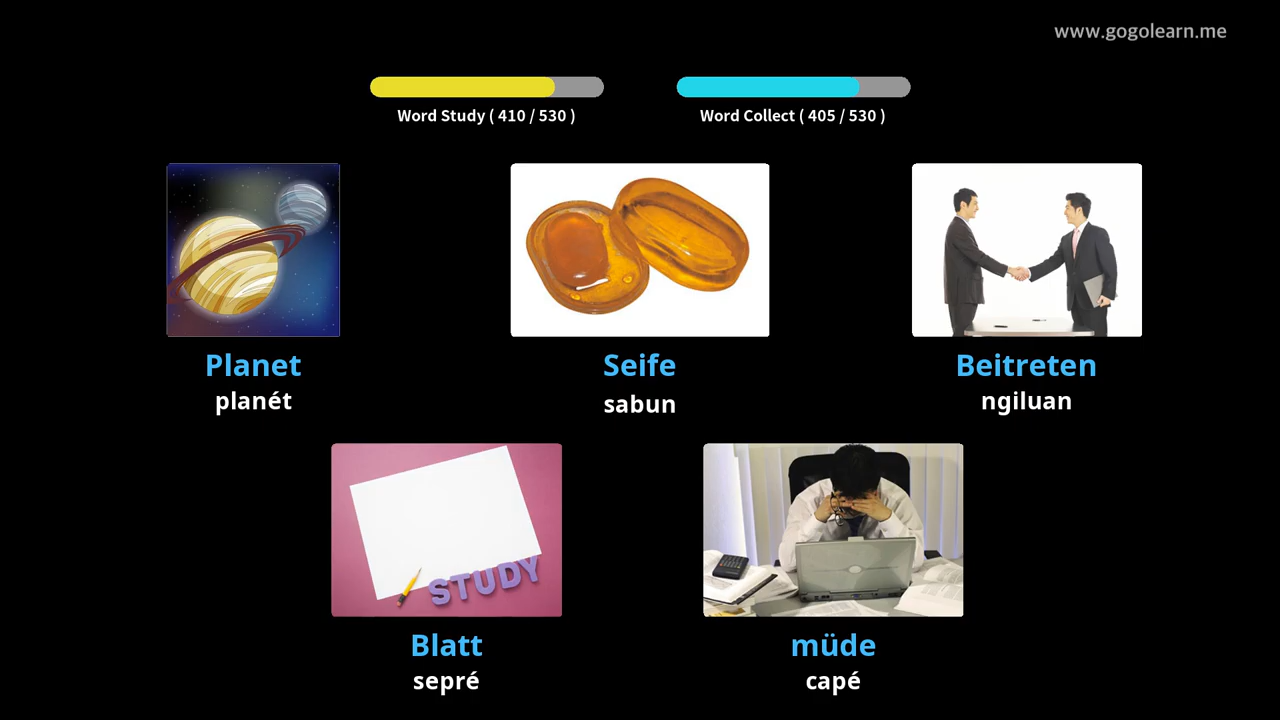 www.gogolearn.me
Word Study ( 410 / 530 )
Word Collect ( 405 / 530 )
Planet
planét
Seife
sabun
Beitreten
ngiluan
STUDY
Blatt
sepré
müde
capé